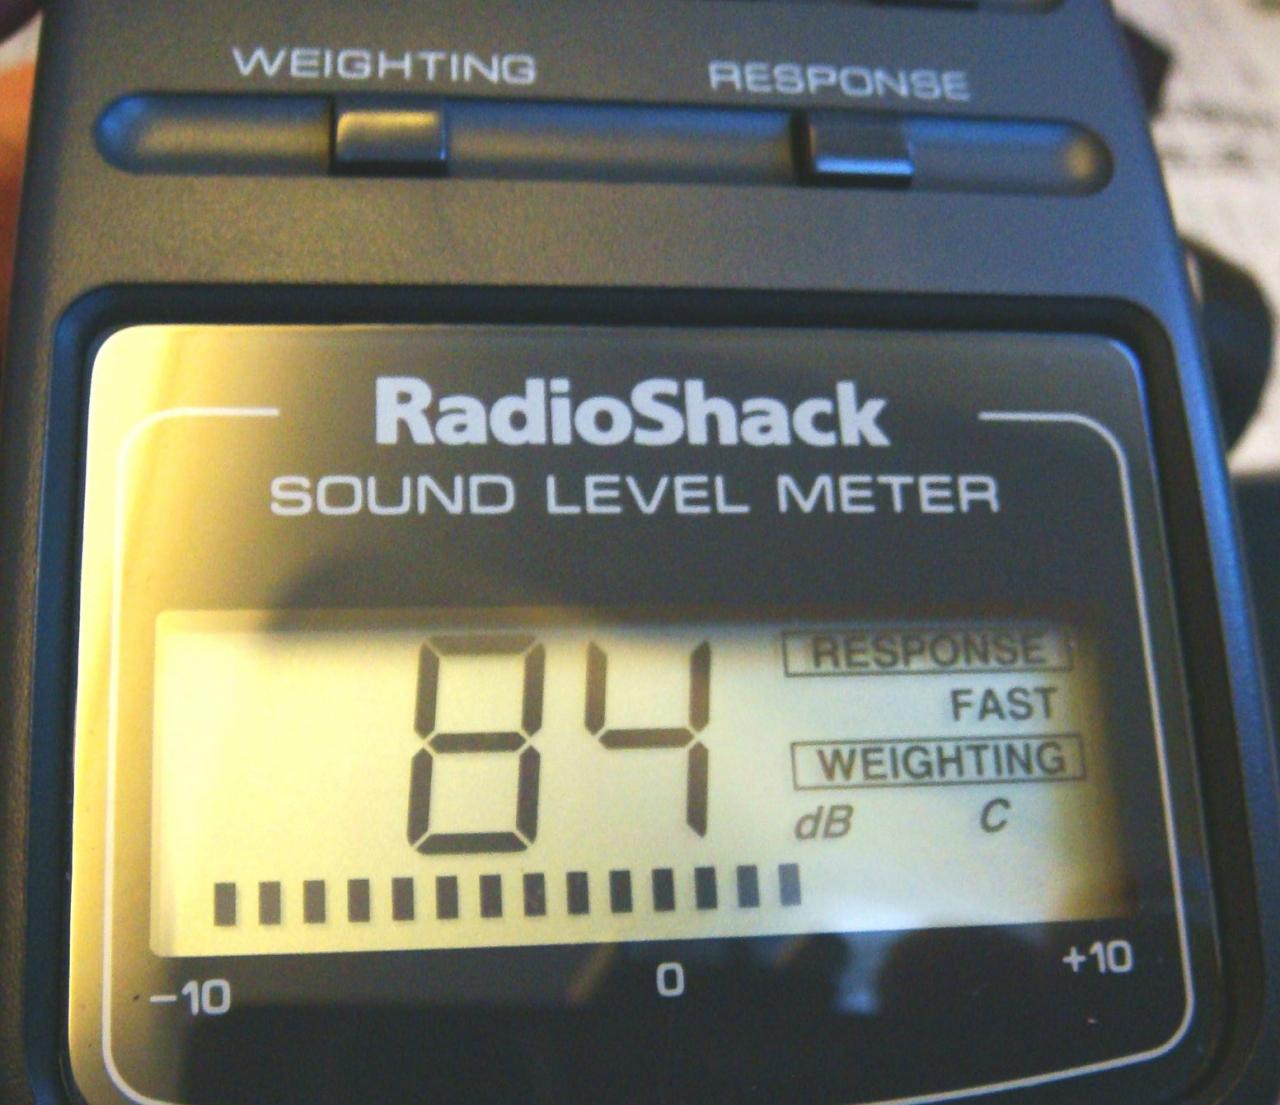 WEIGHTING RESPONSE
RadioShack
SOUND LEVEL METER
84
RESPONSE
FAST
WEIGHTING
dB C
-10 0 +10